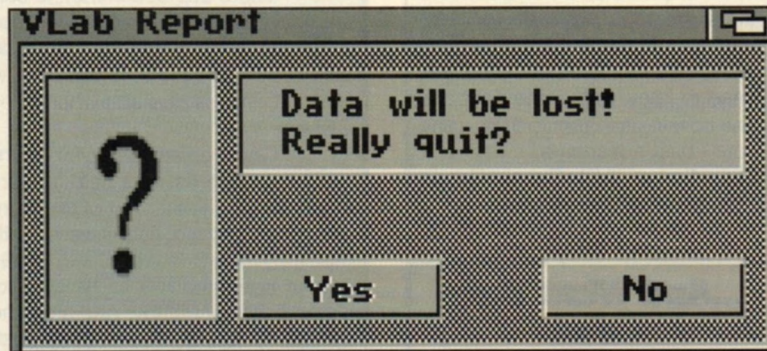 VLab Report
?
Data will be lost!
Really quit?
Yes
No